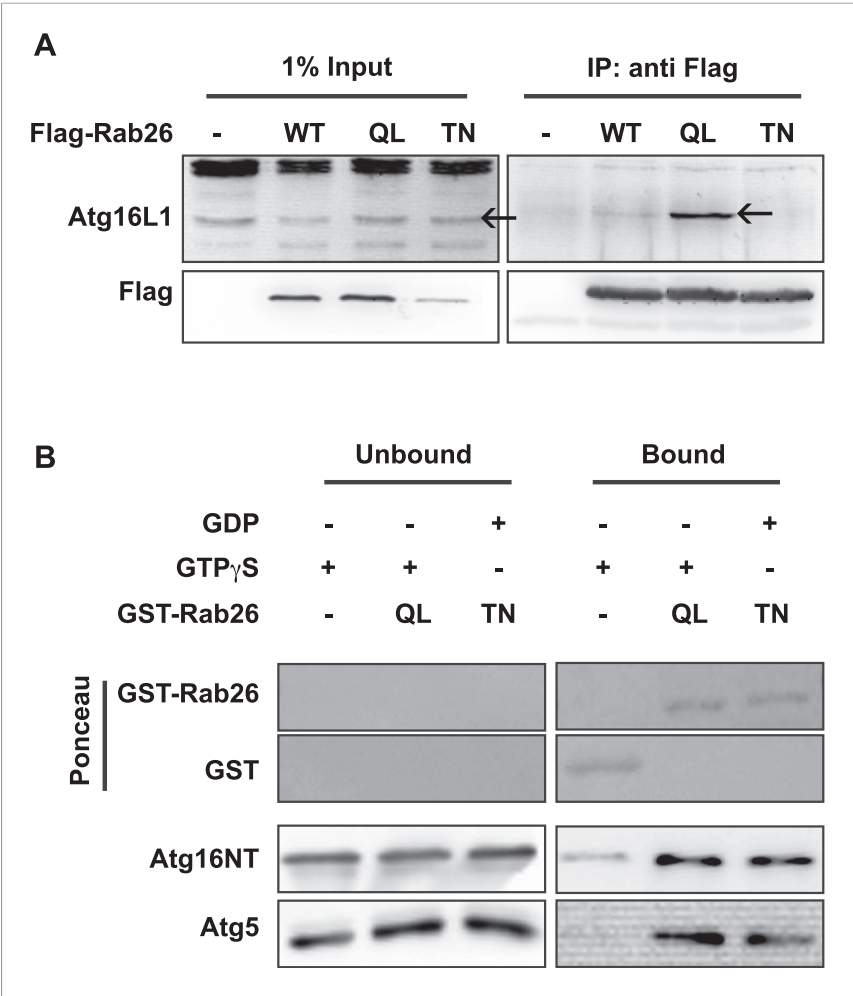 A
1% Input IP: anti Flag
Flag-Rab26 - WT QL TN - WT QL TN
Atg16L1
Flag
B
Unbound Bound
GDP - - + - - +
GTPγS + + - + + -
GST-Rab26 - QL TN - QL TN
Ponceau
GST-Rab26
GST
Atg16NT
Atg5